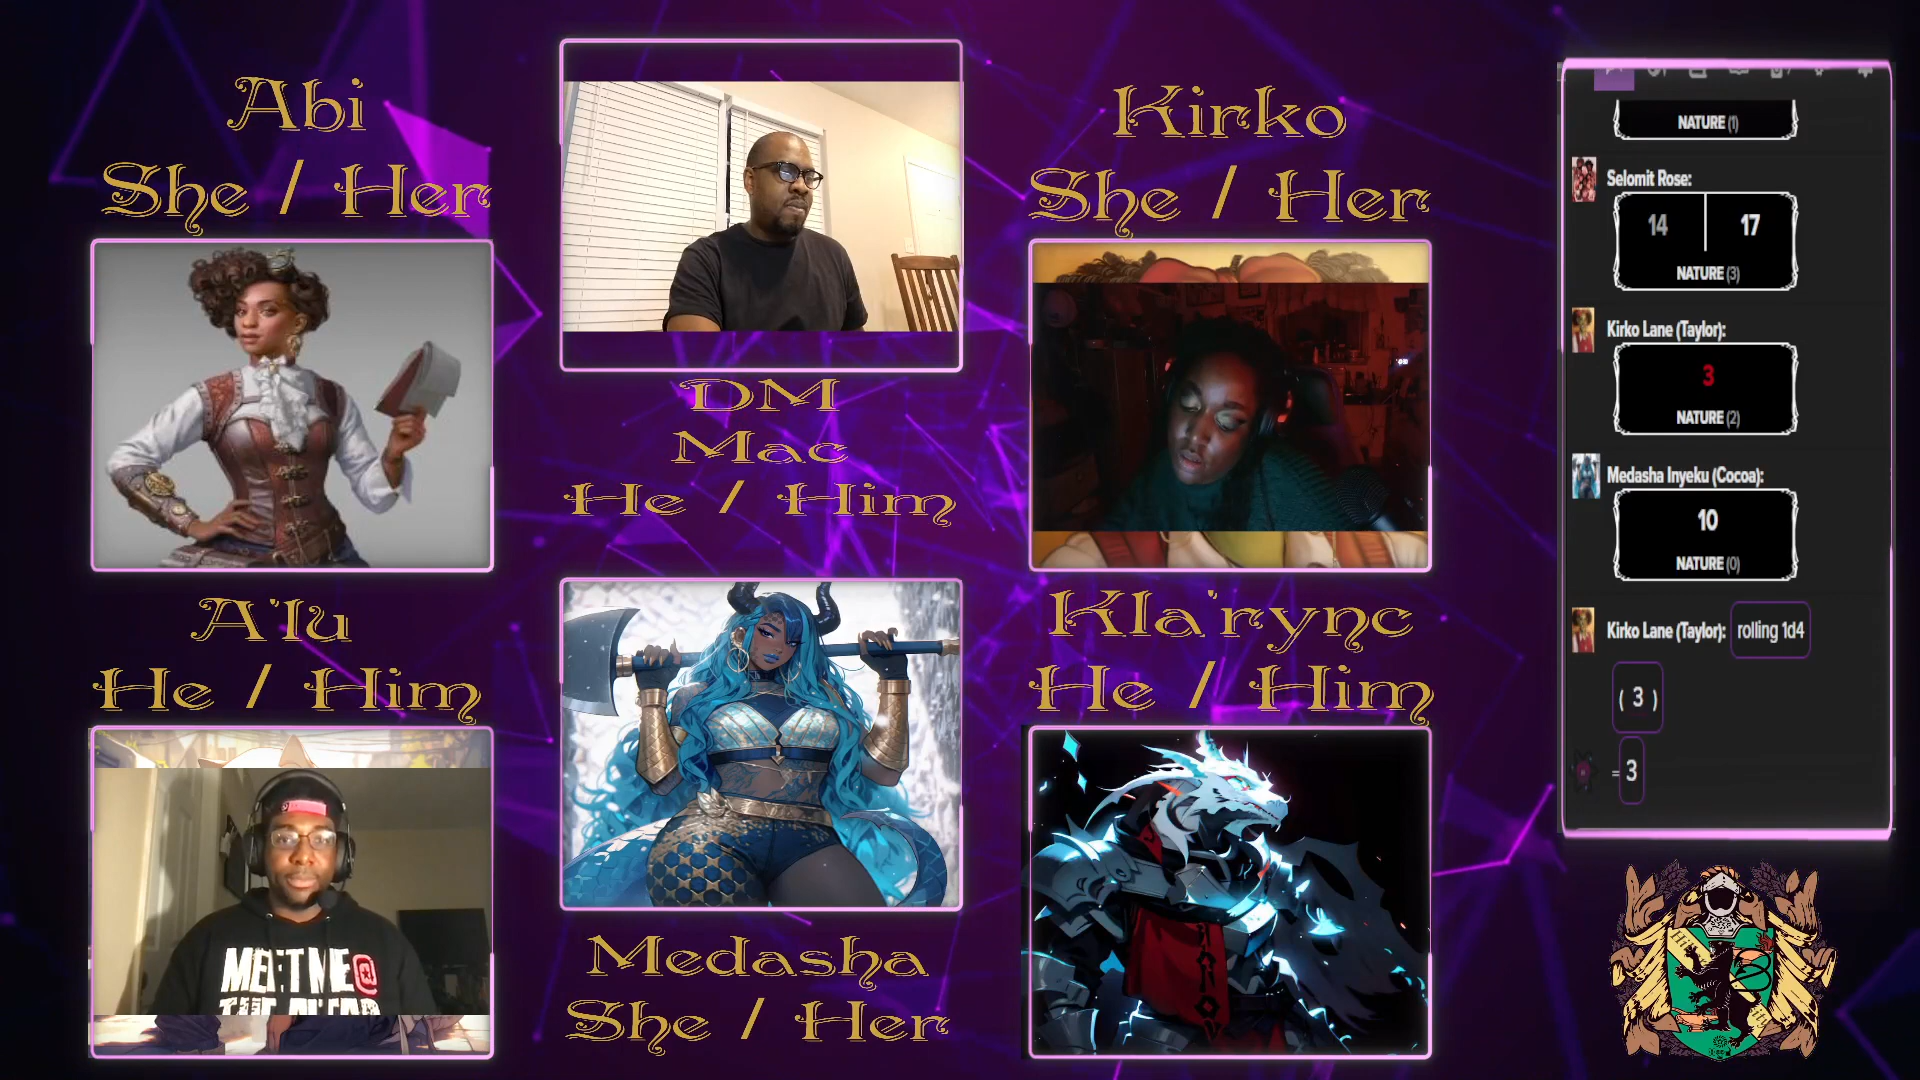 Abi
She / Her
DM
Mac
He / Him
Kirko
She / Her
A'lu
He / Him
MEET ME@
THE ALTAR
Medasha
She / Her
Kla'rync
He / Him
NATURE (1)
Selomit Rose:
14 17
NATURE (3)
Kirko Lane (Taylor):
3
NATURE (2)
Medasha Inyeku (Cocoa):
10
NATURE (0)
Kirko Lane (Taylor): rolling 1d4
( 3 )
= 3